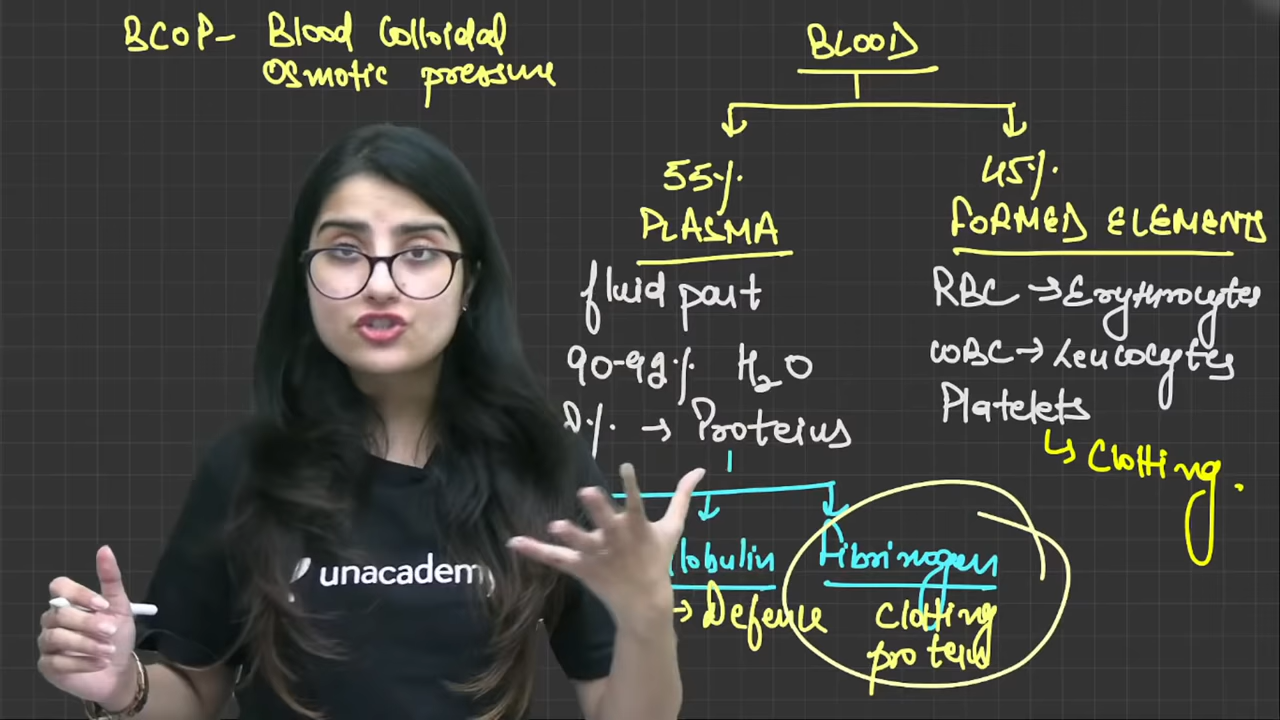 BCOP- Blood Colloidal
Osmotic pressure
BLOOD
55%.
PLASMA
fluid part
90-92% H₂O
% → Proteins
lobulin
→ Defence
Fibrinogen
Clotting
proteins
45%.
FORMED ELEMENTS
RBC → Erythrocytes
WBC → Leucocytes
Platelets
↳ Clotting.
unacadem